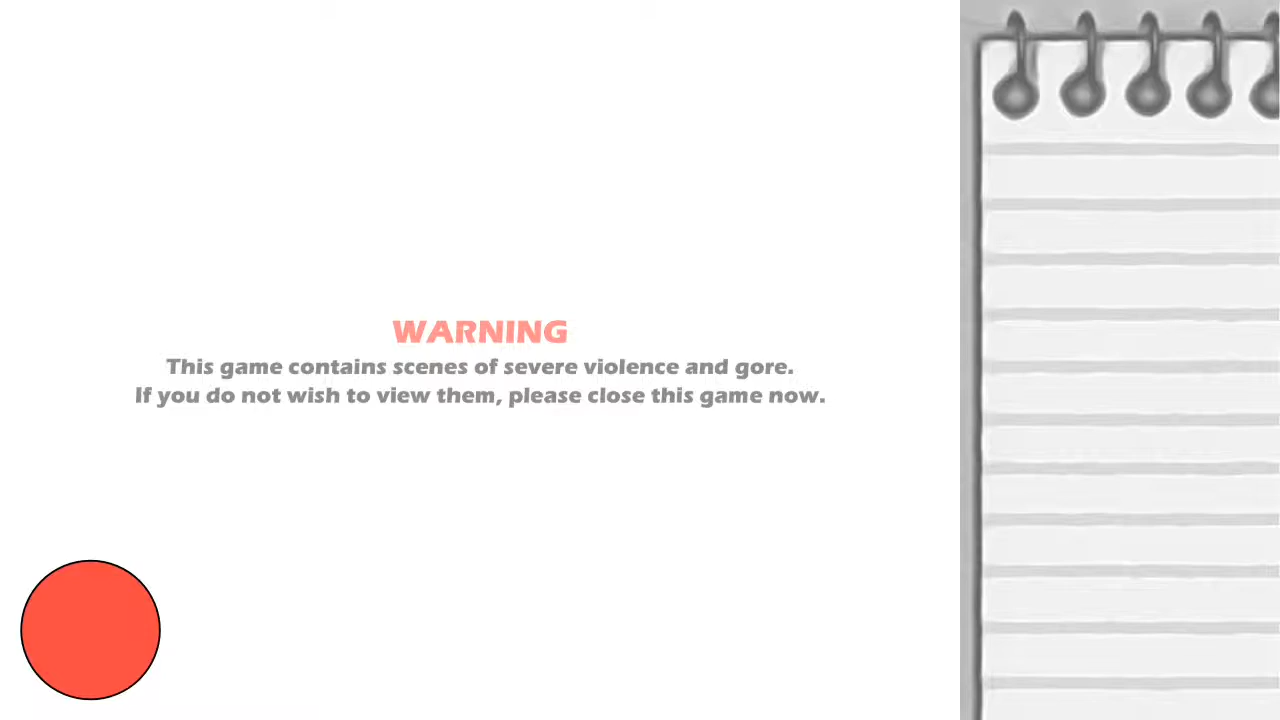 WARNING
This game contains scenes of severe violence and gore.
If you do not wish to view them, please close this game now.